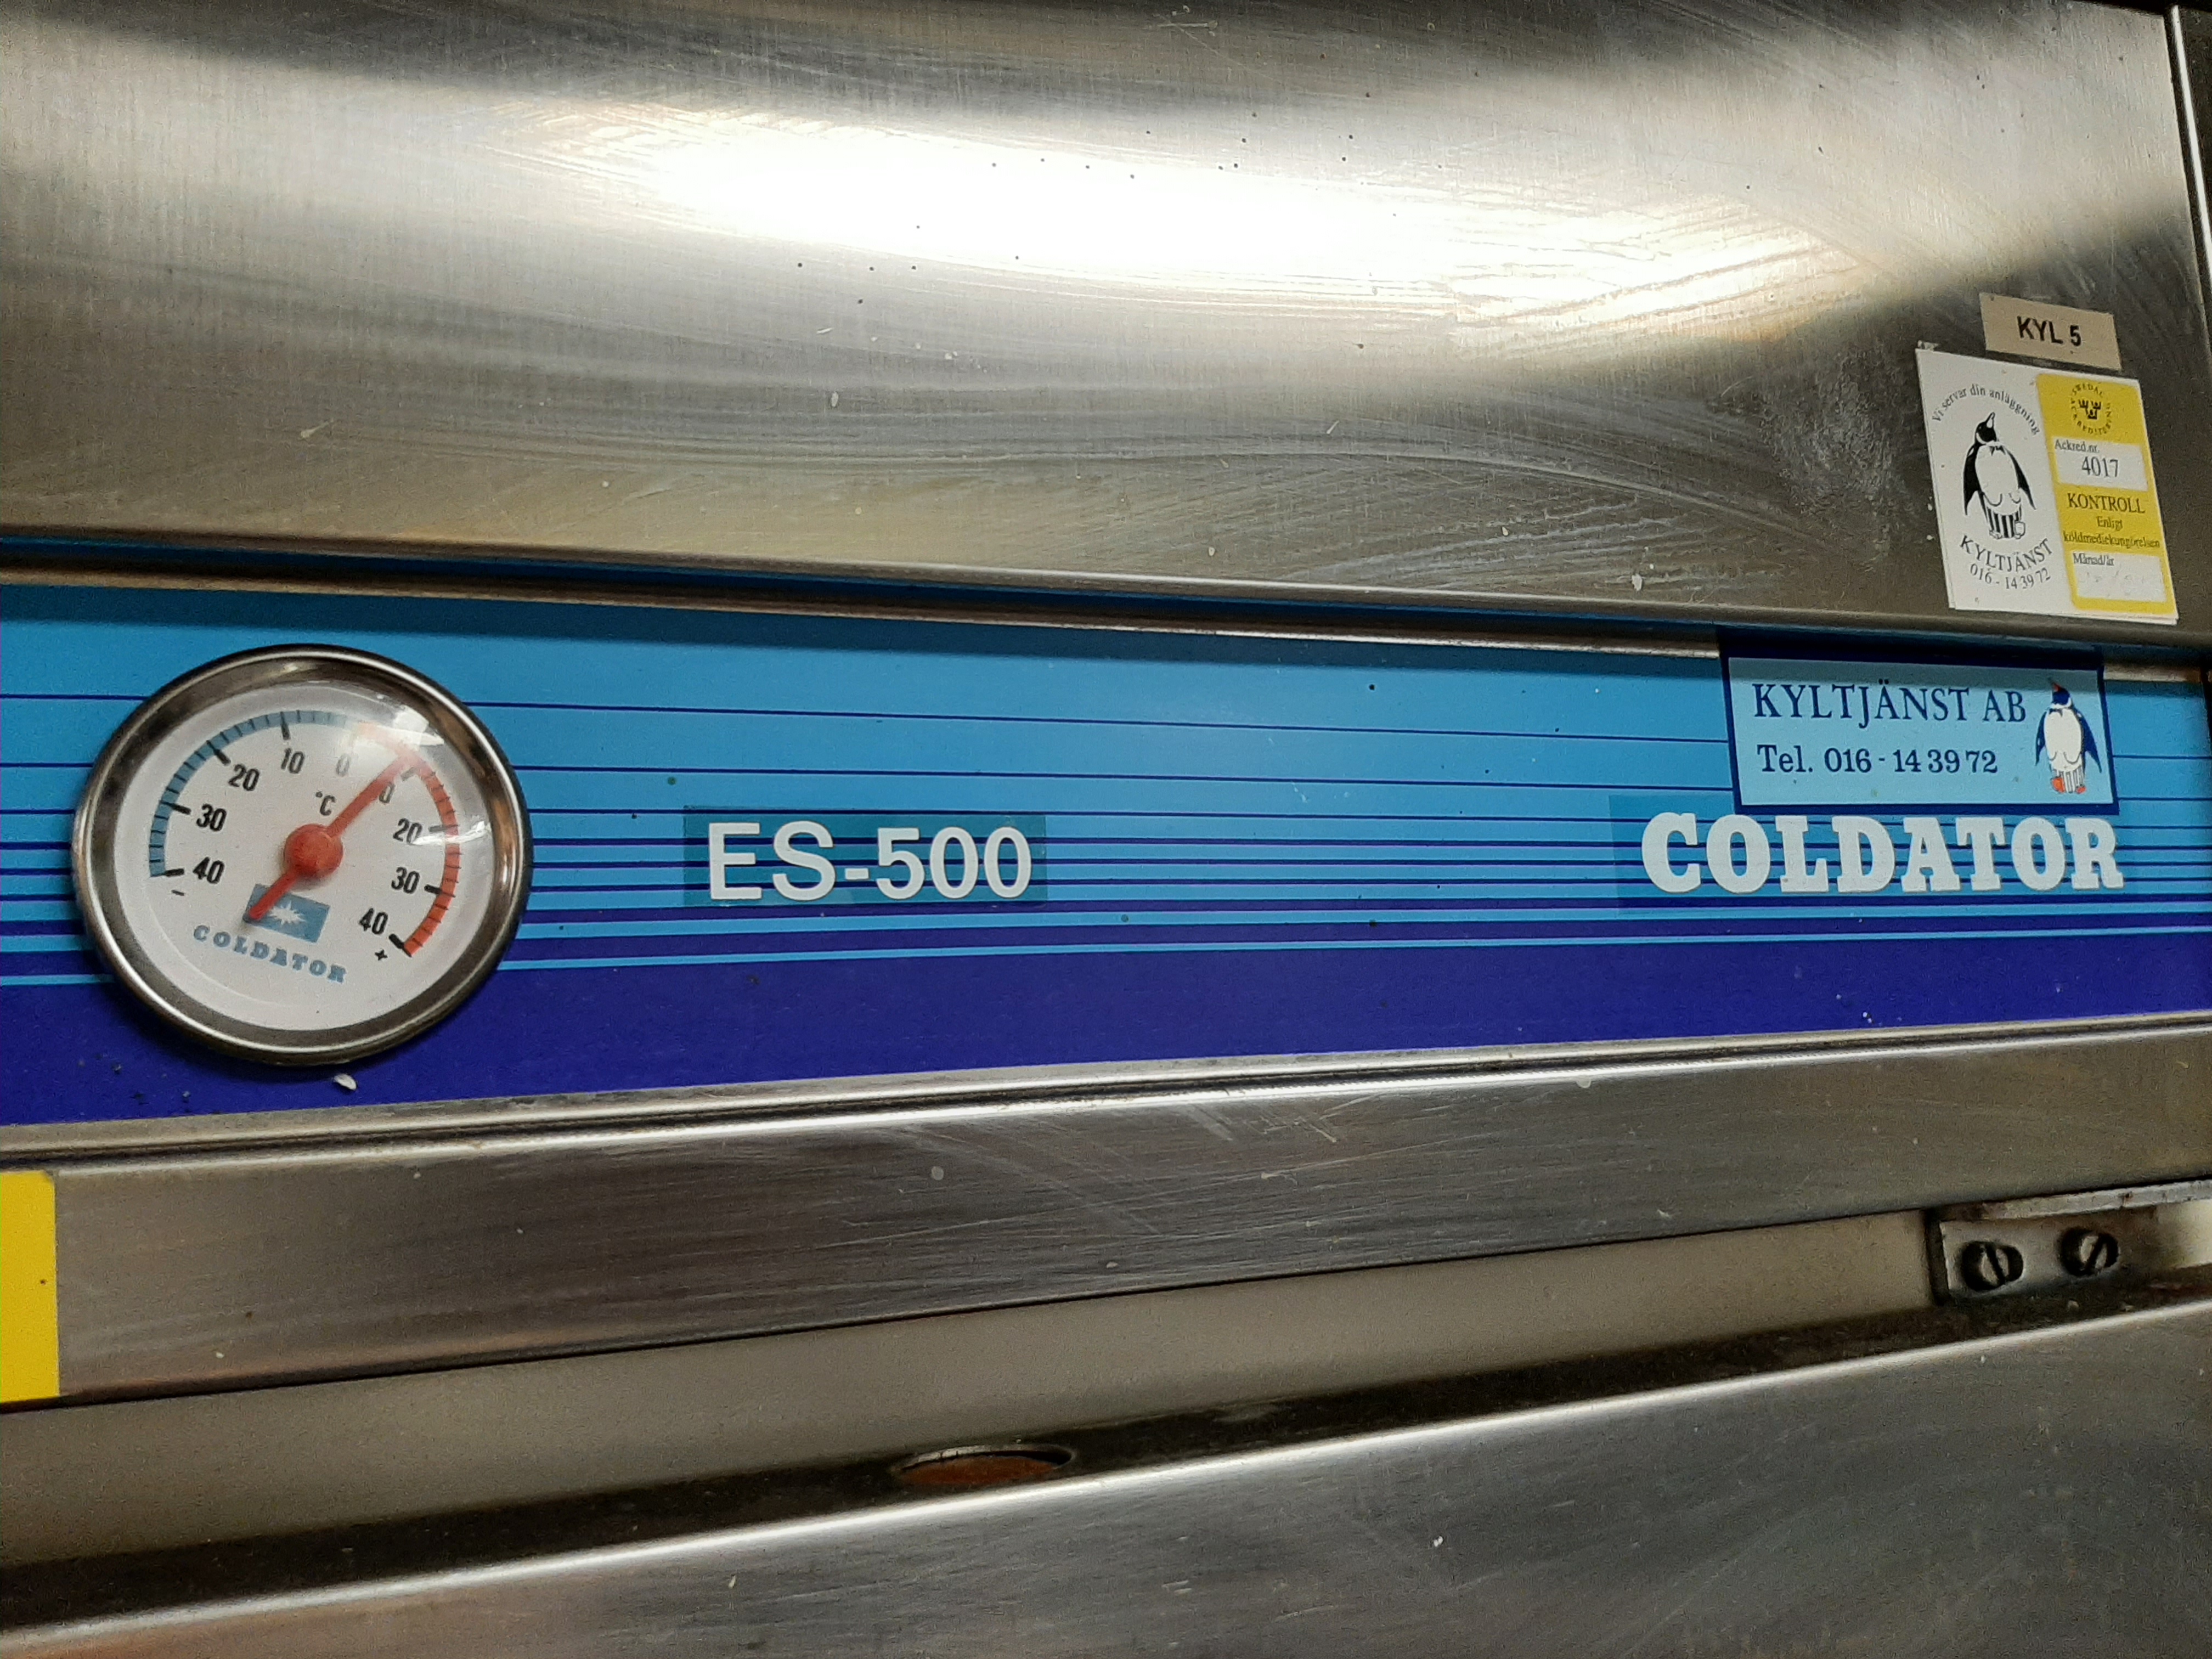 KYL 5
Vi servar din anläggning
KYLTJÄNST
016 - 14 39 72
SWEDAC
ACKREDITERING
Ackred.nr.
4017
KONTROLL
Enligt
köldmediekungörelsen
Månad/år
KYLTJÄNST AB
Tel. 016 - 14 39 72
COLDATOR
ES-500
40 30 20 10 0 20 30 40
°C
- +
COLDATOR